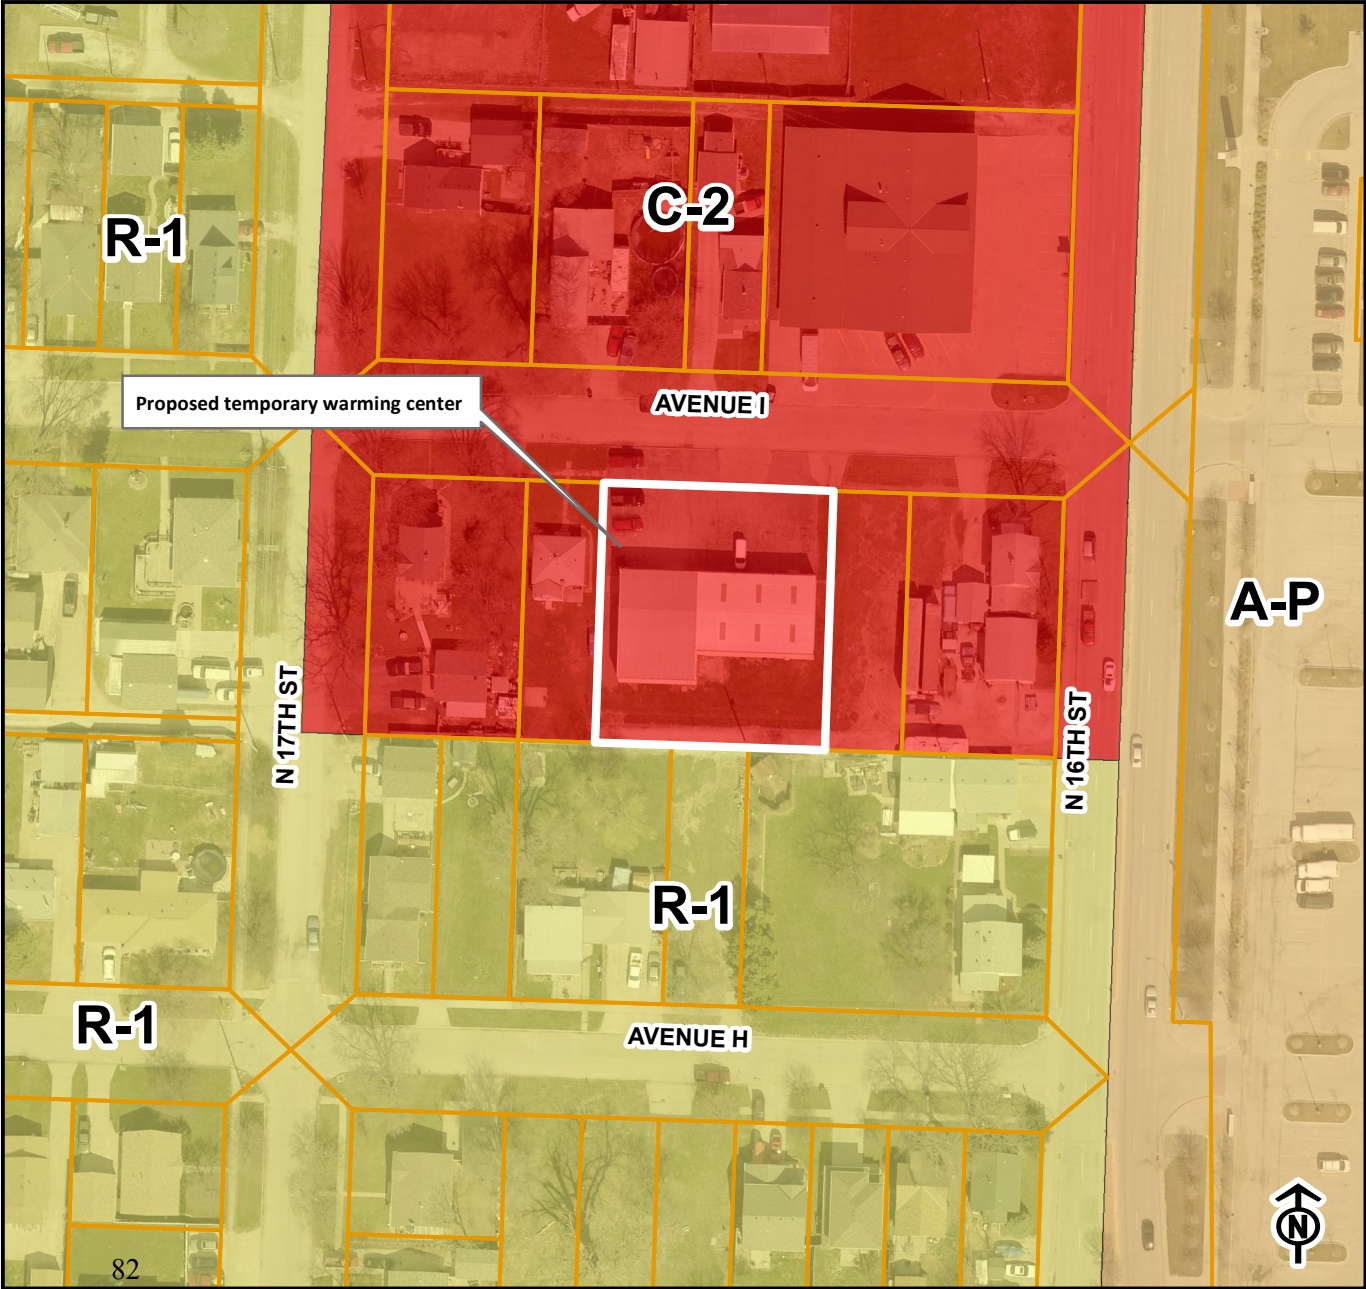 C-2
R-1
Proposed temporary warming center
AVENUE I
A-P
N 17TH ST
N 16TH ST
R-1
R-1
AVENUE H
N
82